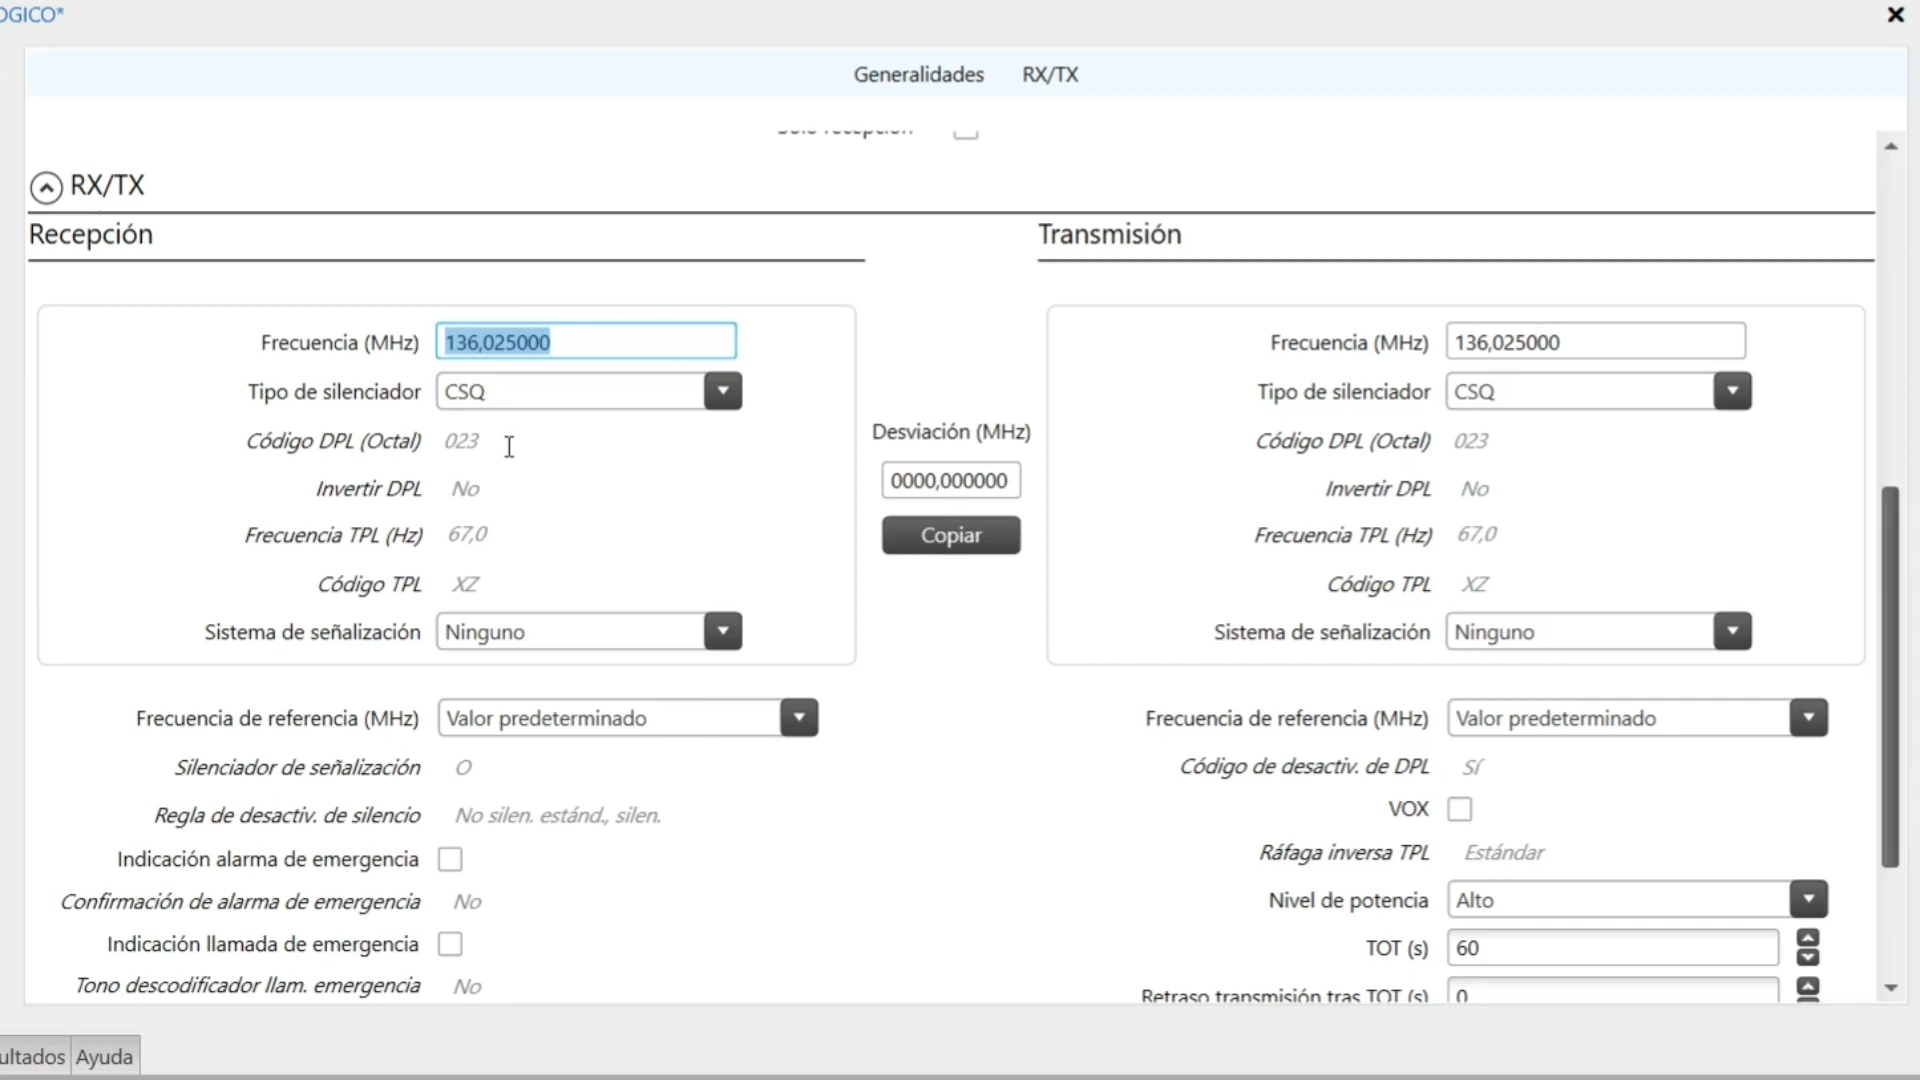 OGICO*
Generalidades RX/TX
RX/TX
Recepción
Transmisión
Frecuencia (MHz) 136,025000
Tipo de silenciador CSQ
Código DPL (Octal) 023
Invertir DPL No
Frecuencia TPL (Hz) 67,0
Código TPL XZ
Sistema de señalización Ninguno
Desviación (MHz)
0000,000000
Copiar
Frecuencia (MHz) 136,025000
Tipo de silenciador CSQ
Código DPL (Octal) 023
Invertir DPL No
Frecuencia TPL (Hz) 67,0
Código TPL XZ
Sistema de señalización Ninguno
Frecuencia de referencia (MHz) Valor predeterminado
Silenciador de señalización O
Regla de desactiv. de silencio No silen. estánd., silen.
Indicación alarma de emergencia
Confirmación de alarma de emergencia No
Indicación llamada de emergencia
Tono descodificador llam. emergencia No
Frecuencia de referencia (MHz) Valor predeterminado
Código de desactiv. de DPL Sí
VOX
Ráfaga inversa TPL Estándar
Nivel de potencia Alto
TOT (s) 60
Retraso transmisión tras TOT (s) 0
ultados Ayuda